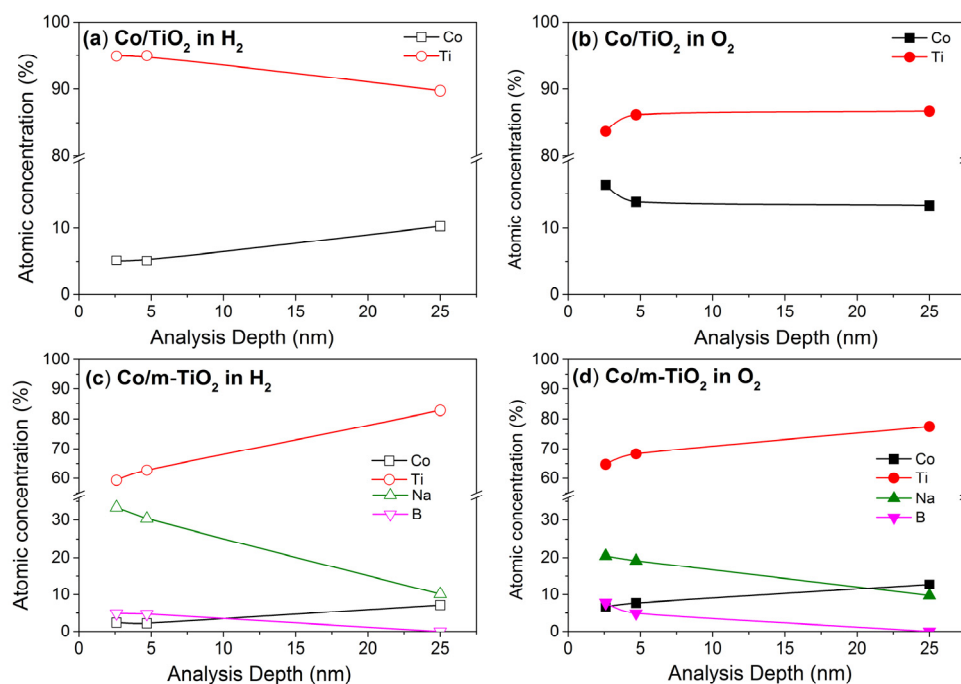 (a) Co/TiO₂ in H₂
Co
Ti
Atomic concentration (%)
100
90
80
10
0
0 5 10 15 20 25
Analysis Depth (nm)
(b) Co/TiO₂ in O₂
Co
Ti
Atomic concentration (%)
100
90
80
10
0
0 5 10 15 20 25
Analysis Depth (nm)
(c) Co/m-TiO₂ in H₂
Co
Ti
Na
B
Atomic concentration (%)
100
90
80
70
60
30
20
10
0
0 5 10 15 20 25
Analysis Depth (nm)
(d) Co/m-TiO₂ in O₂
Co
Ti
Na
B
Atomic concentration (%)
100
90
80
70
60
30
20
10
0
0 5 10 15 20 25
Analysis Depth (nm)